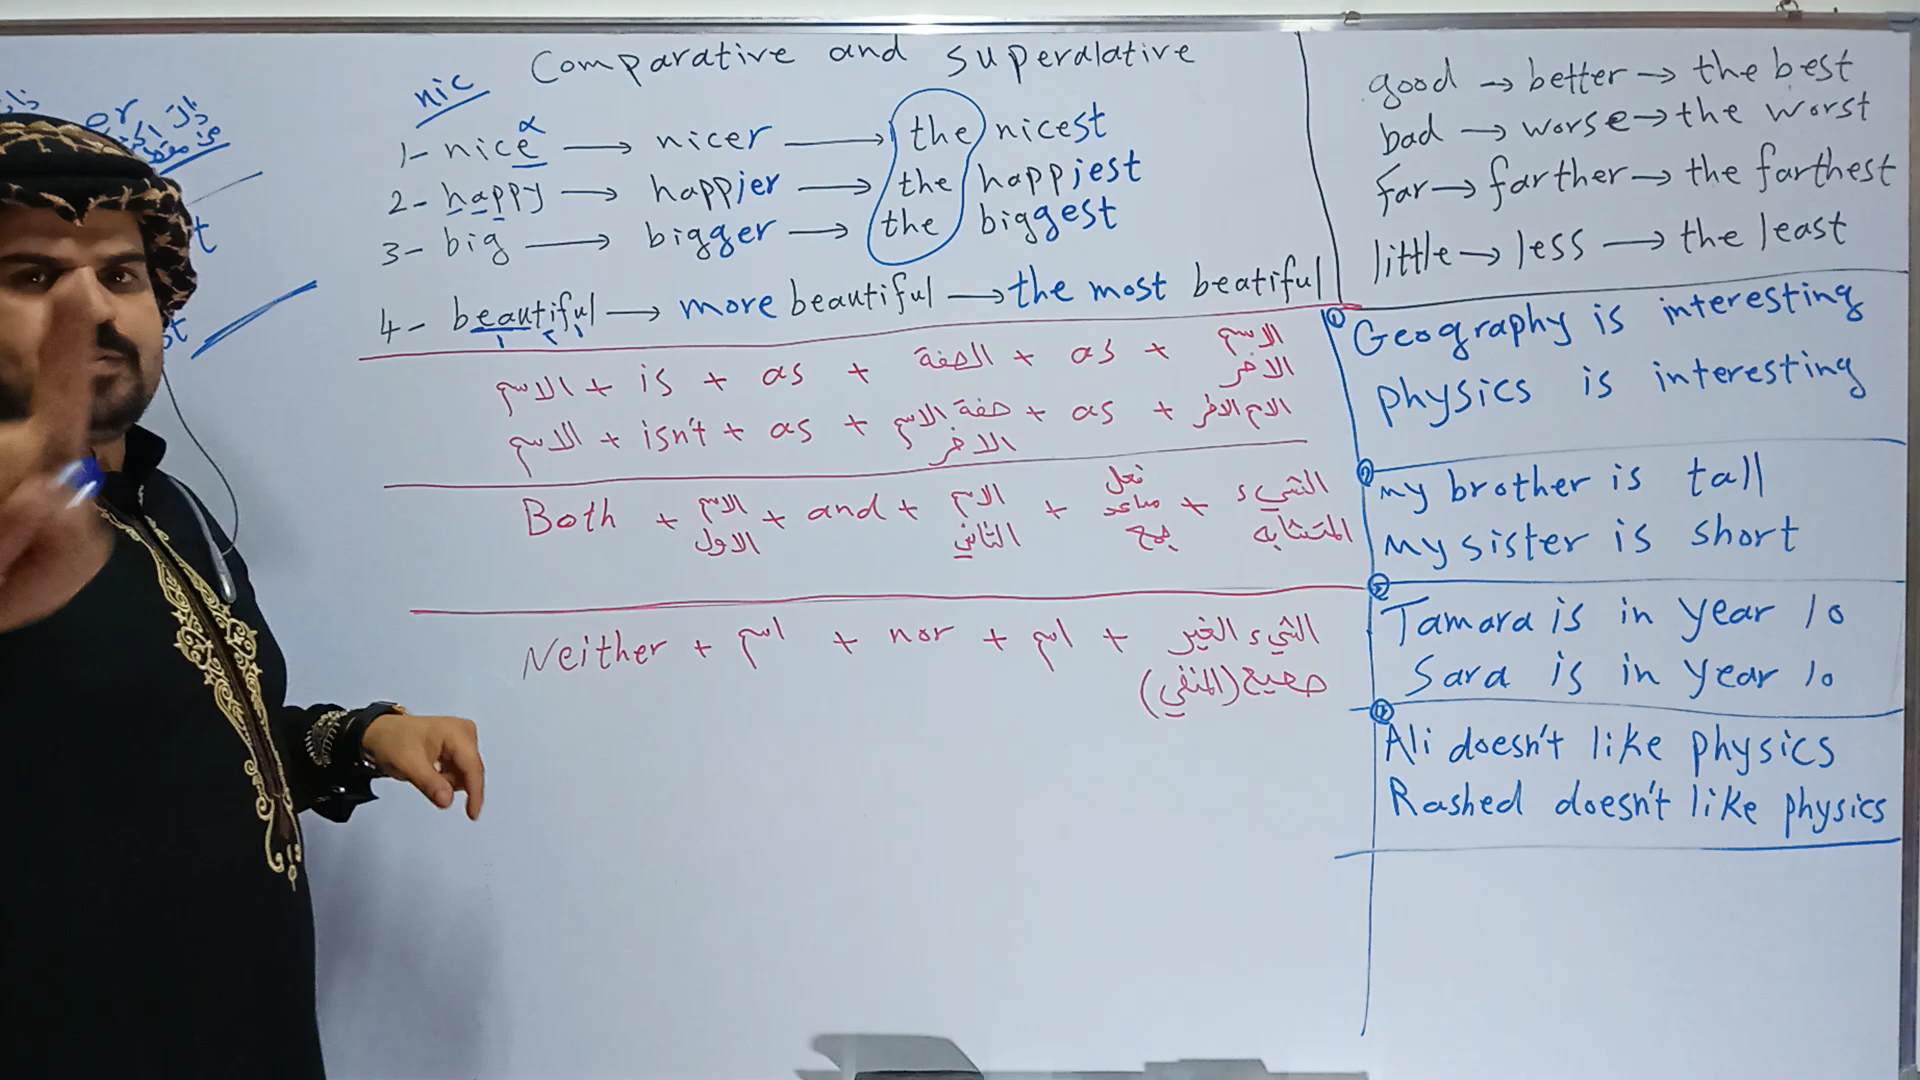 Comparative and superalative
nic
1- nice → nicer → the nicest
2- happy → happier → the happiest
3- big → bigger → the biggest
4- beautiful → more beautiful → the most beatiful
الاسم + is + as + الصفة + as + الاسم الاخر
الاسم + isn't + as + صفة الاسم الاخر + as + الاسم الاخر
Both + الاسم الاول + and + الاسم الثاني + فعل مساعد جمع + الشيء المتشابه
Neither + اسم + nor + اسم + الشيء الغير
صحيح (المنفي)
good → better → the best
bad → worse → the worst
far → farther → the farthest
little → less → the least
① Geography is interesting
physics is interesting
② my brother is tall
my sister is short
③ Tamara is in year 10
Sara is in year 10
④ Ali doesn't like physics
Rashed doesn't like physics
er